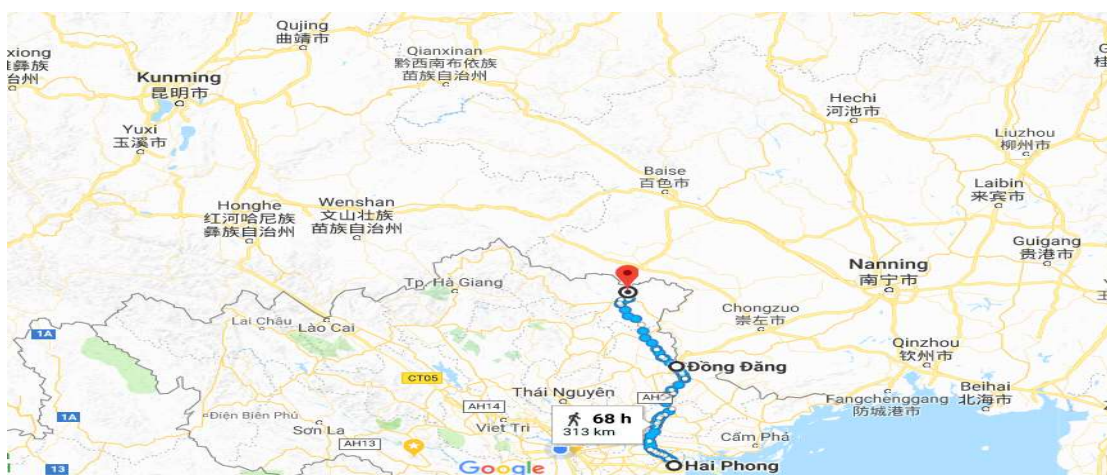 Qujing
曲靖市
xiong
雄彝族
治州
Qianxinan
黔西南布依族
苗族自治州
Kunming
昆明市
Hechi
河池市
Yuxi
玉溪市
Liuzhou
柳州市
Baise
百色市
Laibin
来宾市
Honghe
红河哈尼族
彝族自治州
Wenshan
文山壮族
苗族自治州
Guigang
贵港市
Nanning
南宁市
Tp. Hà Giang
Chongzuo
崇左市
Lai Châu
Lào Cai
1A
Qinzhou
钦州市
Đồng Đăng
CT05
Thái Nguyên
Beihai
北海市
Fangchenggang
防城港市
AH14
1A
Điện Biên Phủ
Sơn La
Việt Trì
68 h
313 km
AH13
Cẩm Phả
13
Google
Hai Phong